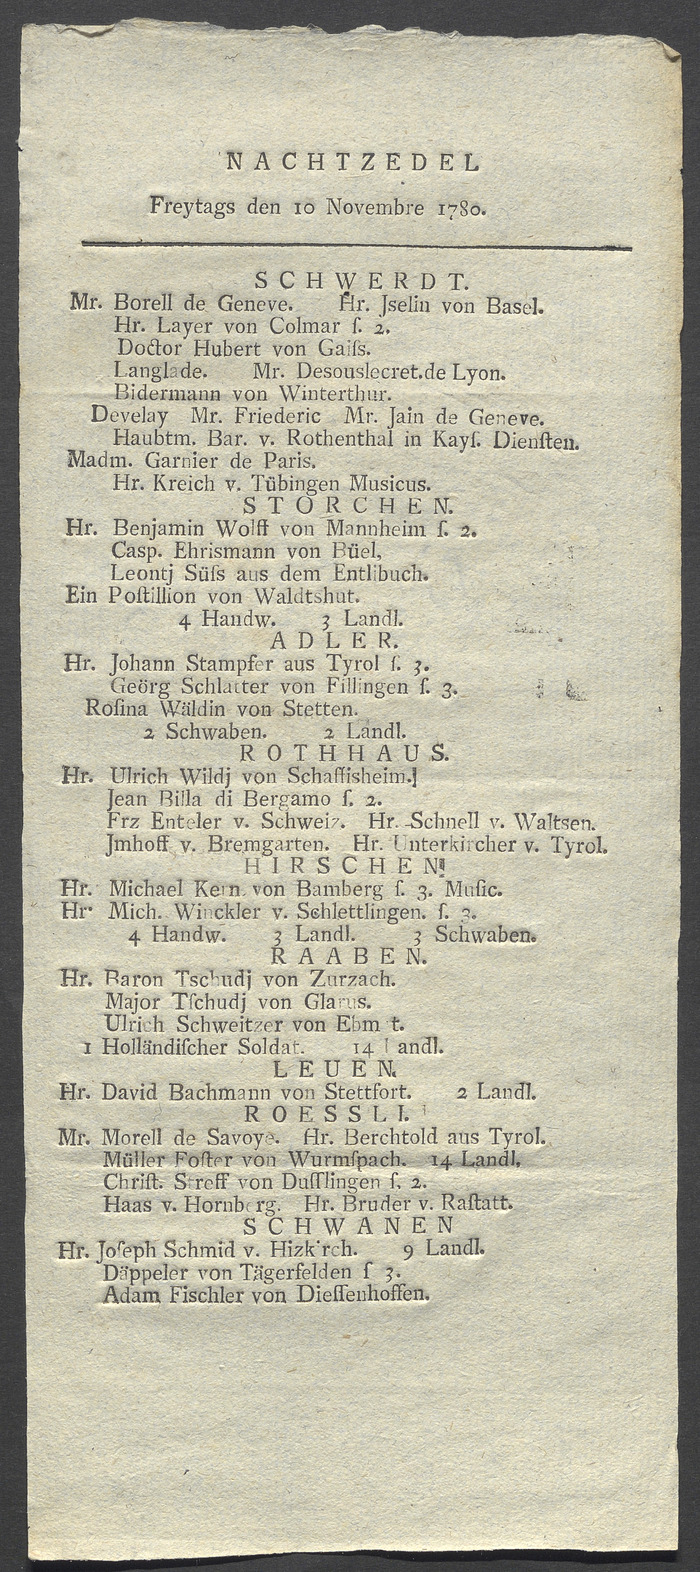 NACHTZEDEL
Freytags den 10 Novembre 1780.
SCHWERDT.
Mr. Borell de Geneve. Hr. Jselin von Basel.
Hr. Layer von Colmar ſ. 2.
Doctor Hubert von Gaiſs.
Langlade. Mr. Desouslecret.de Lyon.
Bidermann von Winterthur.
Develay Mr. Friederic Mr. Jain de Geneve.
Haubtm. Bar. v. Rothenthal in Kayſ. Dienſten.
Madm. Garnier de Paris.
Hr. Kreich v. Tübingen Musicus.
STORCHEN.
Hr. Benjamin Wolff von Mannheim ſ. 2.
Casp. Ehrismann von Büel,
Leontj Süſs aus dem Entlibuch.
Ein Poſtillion von Waldtshut.
4 Handw. 3 Landl.
ADLER.
Hr. Johann Stampfer aus Tyrol ſ. 3.
Geörg Schlatter von Fillingen ſ. 3.
Roſina Wäldin von Stetten.
2 Schwaben. 2 Landl.
ROTHHAUS.
Hr. Ulrich Wildj von Schaffisheim.]
Jean Billa di Bergamo ſ. 2.
Frz Enteler v. Schweiz. Hr. Schnell v. Waltsen.
Jmhoff v. Bremgarten. Hr. Unterkircher v. Tyrol.
HIRSCHEN
Hr. Michael Kern von Bamberg ſ. 3. Muſic.
Hr. Mich. Winckler v. Schlettlingen. ſ. 3.
4 Handw. 3 Landl. 3 Schwaben.
RAABEN.
Hr. Baron Tschudj von Zurzach.
Major Tſchudj von Glarus.
Ulrich Schweitzer von
1 Holländiſcher Soldat. 14 Landl.
LEUEN.
Hr. David Bachmann von Stettfort. 2 Landl.
ROESSLI.
Mr. Morell de Savoye. Hr. Berchtold aus Tyrol.
Müller Foſter von Wurmſpach. 14 Landl,
Chriſt. Streff von Duſſlingen ſ. 2.
Haas v. Hornberg. Hr. Bruder v. Raſtatt.
SCHWANEN
Hr. Joſeph Schmid v. Hizkirch. 9 Landl.
Däppeler von Tägerfelden ſ 3.
Adam Fischler von Dieſſenhoffen.